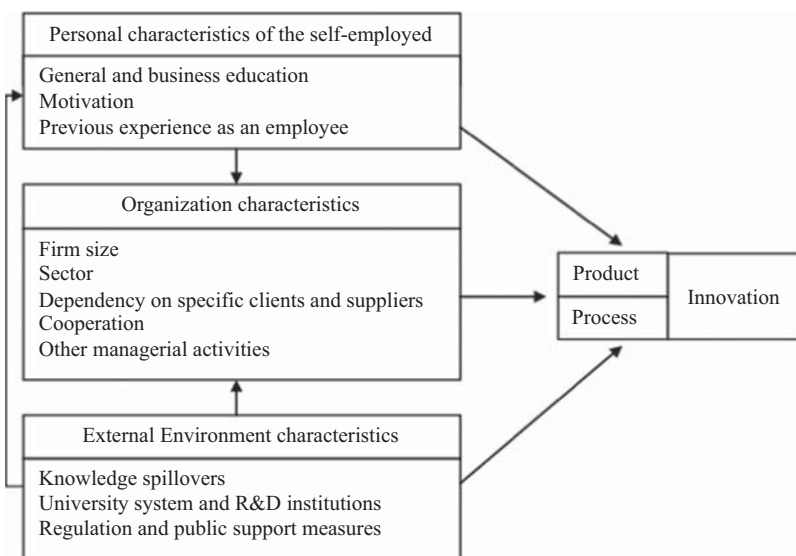 Personal characteristics of the self-employed
General and business education
Motivation
Previous experience as an employee
Organization characteristics
Firm size
Sector
Dependency on specific clients and suppliers
Cooperation
Other managerial activities
Product
Process
Innovation
External Environment characteristics
Knowledge spillovers
University system and R&D institutions
Regulation and public support measures